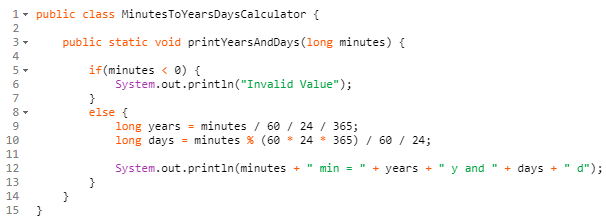 1 public class MinutesToYearsDaysCalculator {
2
3 public static void printYearsAndDays(long minutes) {
4
5 if(minutes < 0) {
6 System.out.println("Invalid Value");
7 }
8 else {
9 long years = minutes / 60 / 24 / 365;
10 long days = minutes % (60 * 24 * 365) / 60 / 24;
11
12 System.out.println(minutes + " min = " + years + " y and " + days + " d");
13 }
14 }
15 }